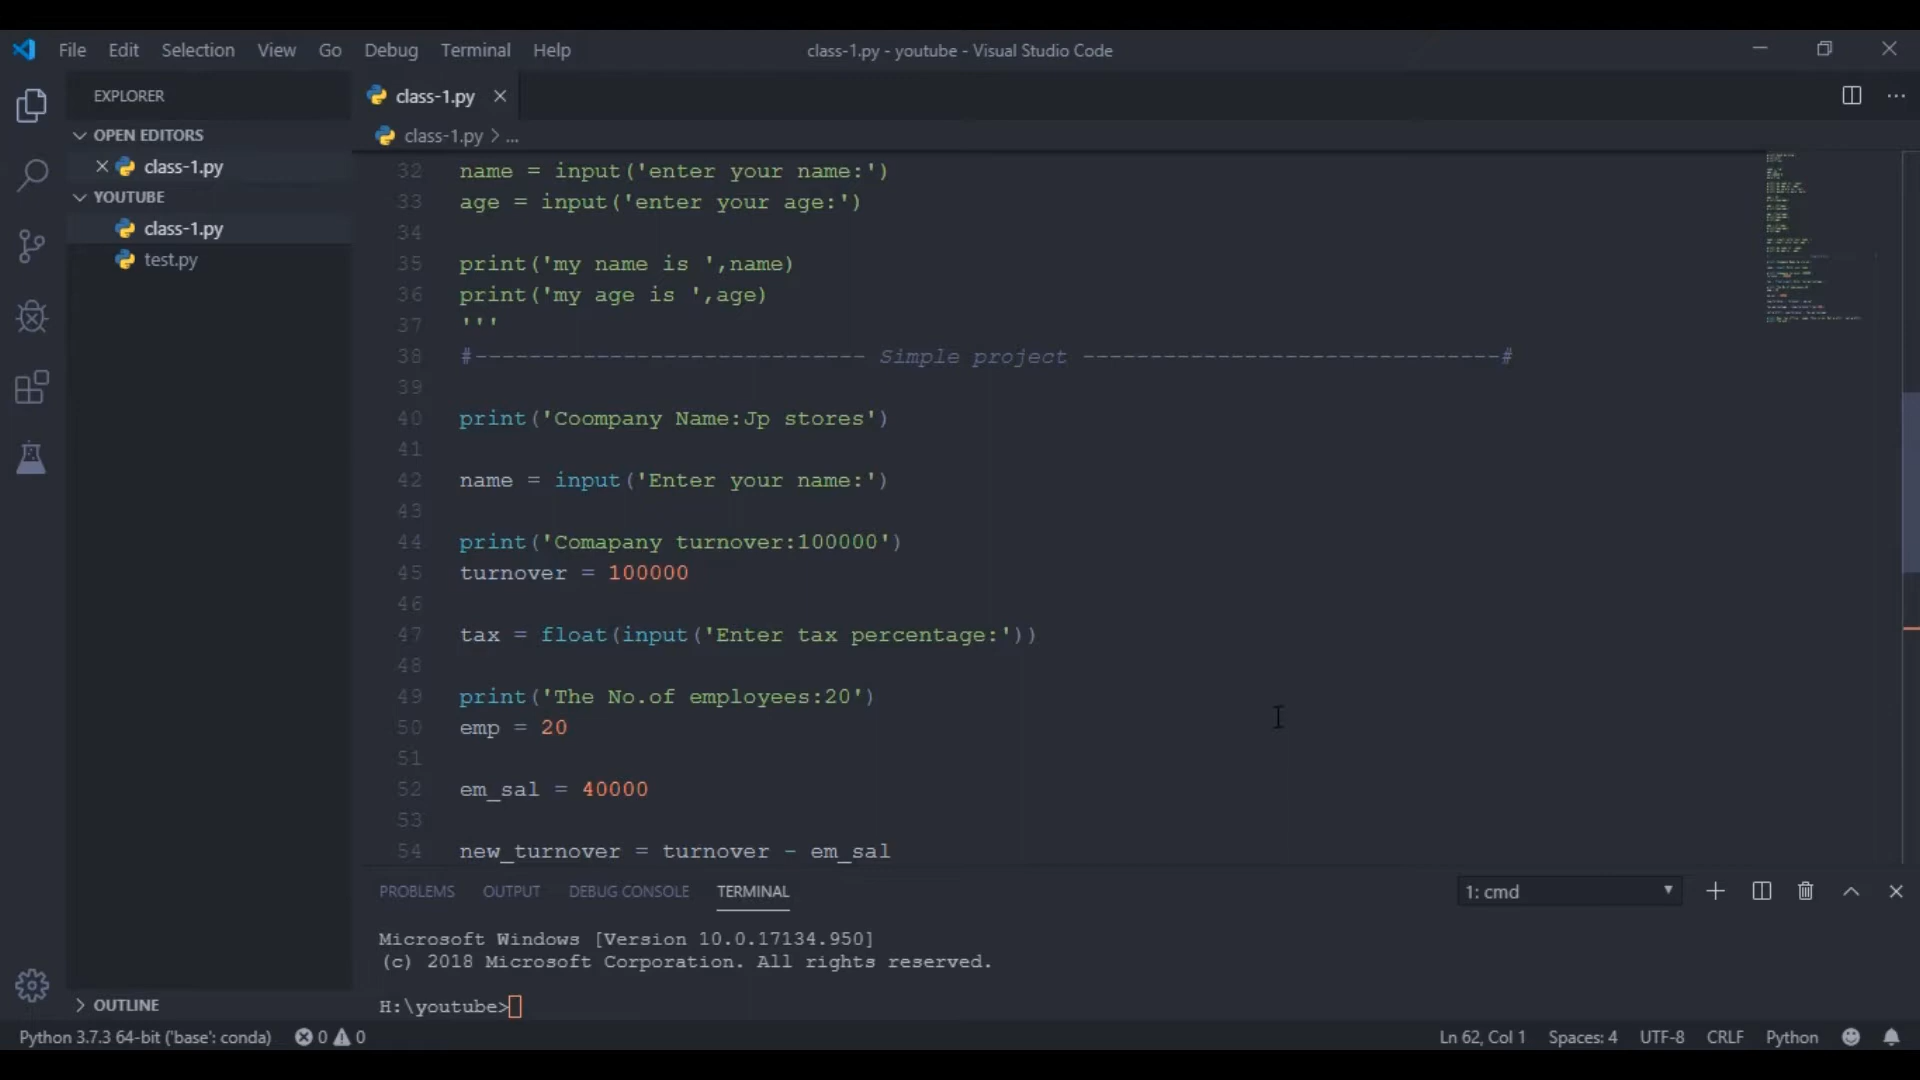 File Edit Selection View Go Debug Terminal Help
class-1.py - youtube - Visual Studio Code
EXPLORER
OPEN EDITORS
class-1.py
YOUTUBE
class-1.py
test.py
OUTLINE
class-1.py
class-1.py > ...
32 name = input('enter your name:')
33 age = input('enter your age:')
34
35 print('my name is ',name)
36 print('my age is ',age)
37 '''
38 #----------------------------- Simple project -------------------------------#
39
40 print('Coompany Name:Jp stores')
41
42 name = input('Enter your name:')
43
44 print('Comapany turnover:100000')
45 turnover = 100000
46
47 tax = float(input('Enter tax percentage:'))
48
49 print('The No.of employees:20')
50 emp = 20
51
52 em_sal = 40000
53
54 new_turnover = turnover - em_sal
PROBLEMS OUTPUT DEBUG CONSOLE TERMINAL
1: cmd
Microsoft Windows [Version 10.0.17134.950]
(c) 2018 Microsoft Corporation. All rights reserved.
H:\youtube>
Python 3.7.3 64-bit ('base': conda) 0 0
Ln 62, Col 1 Spaces: 4 UTF-8 CRLF Python